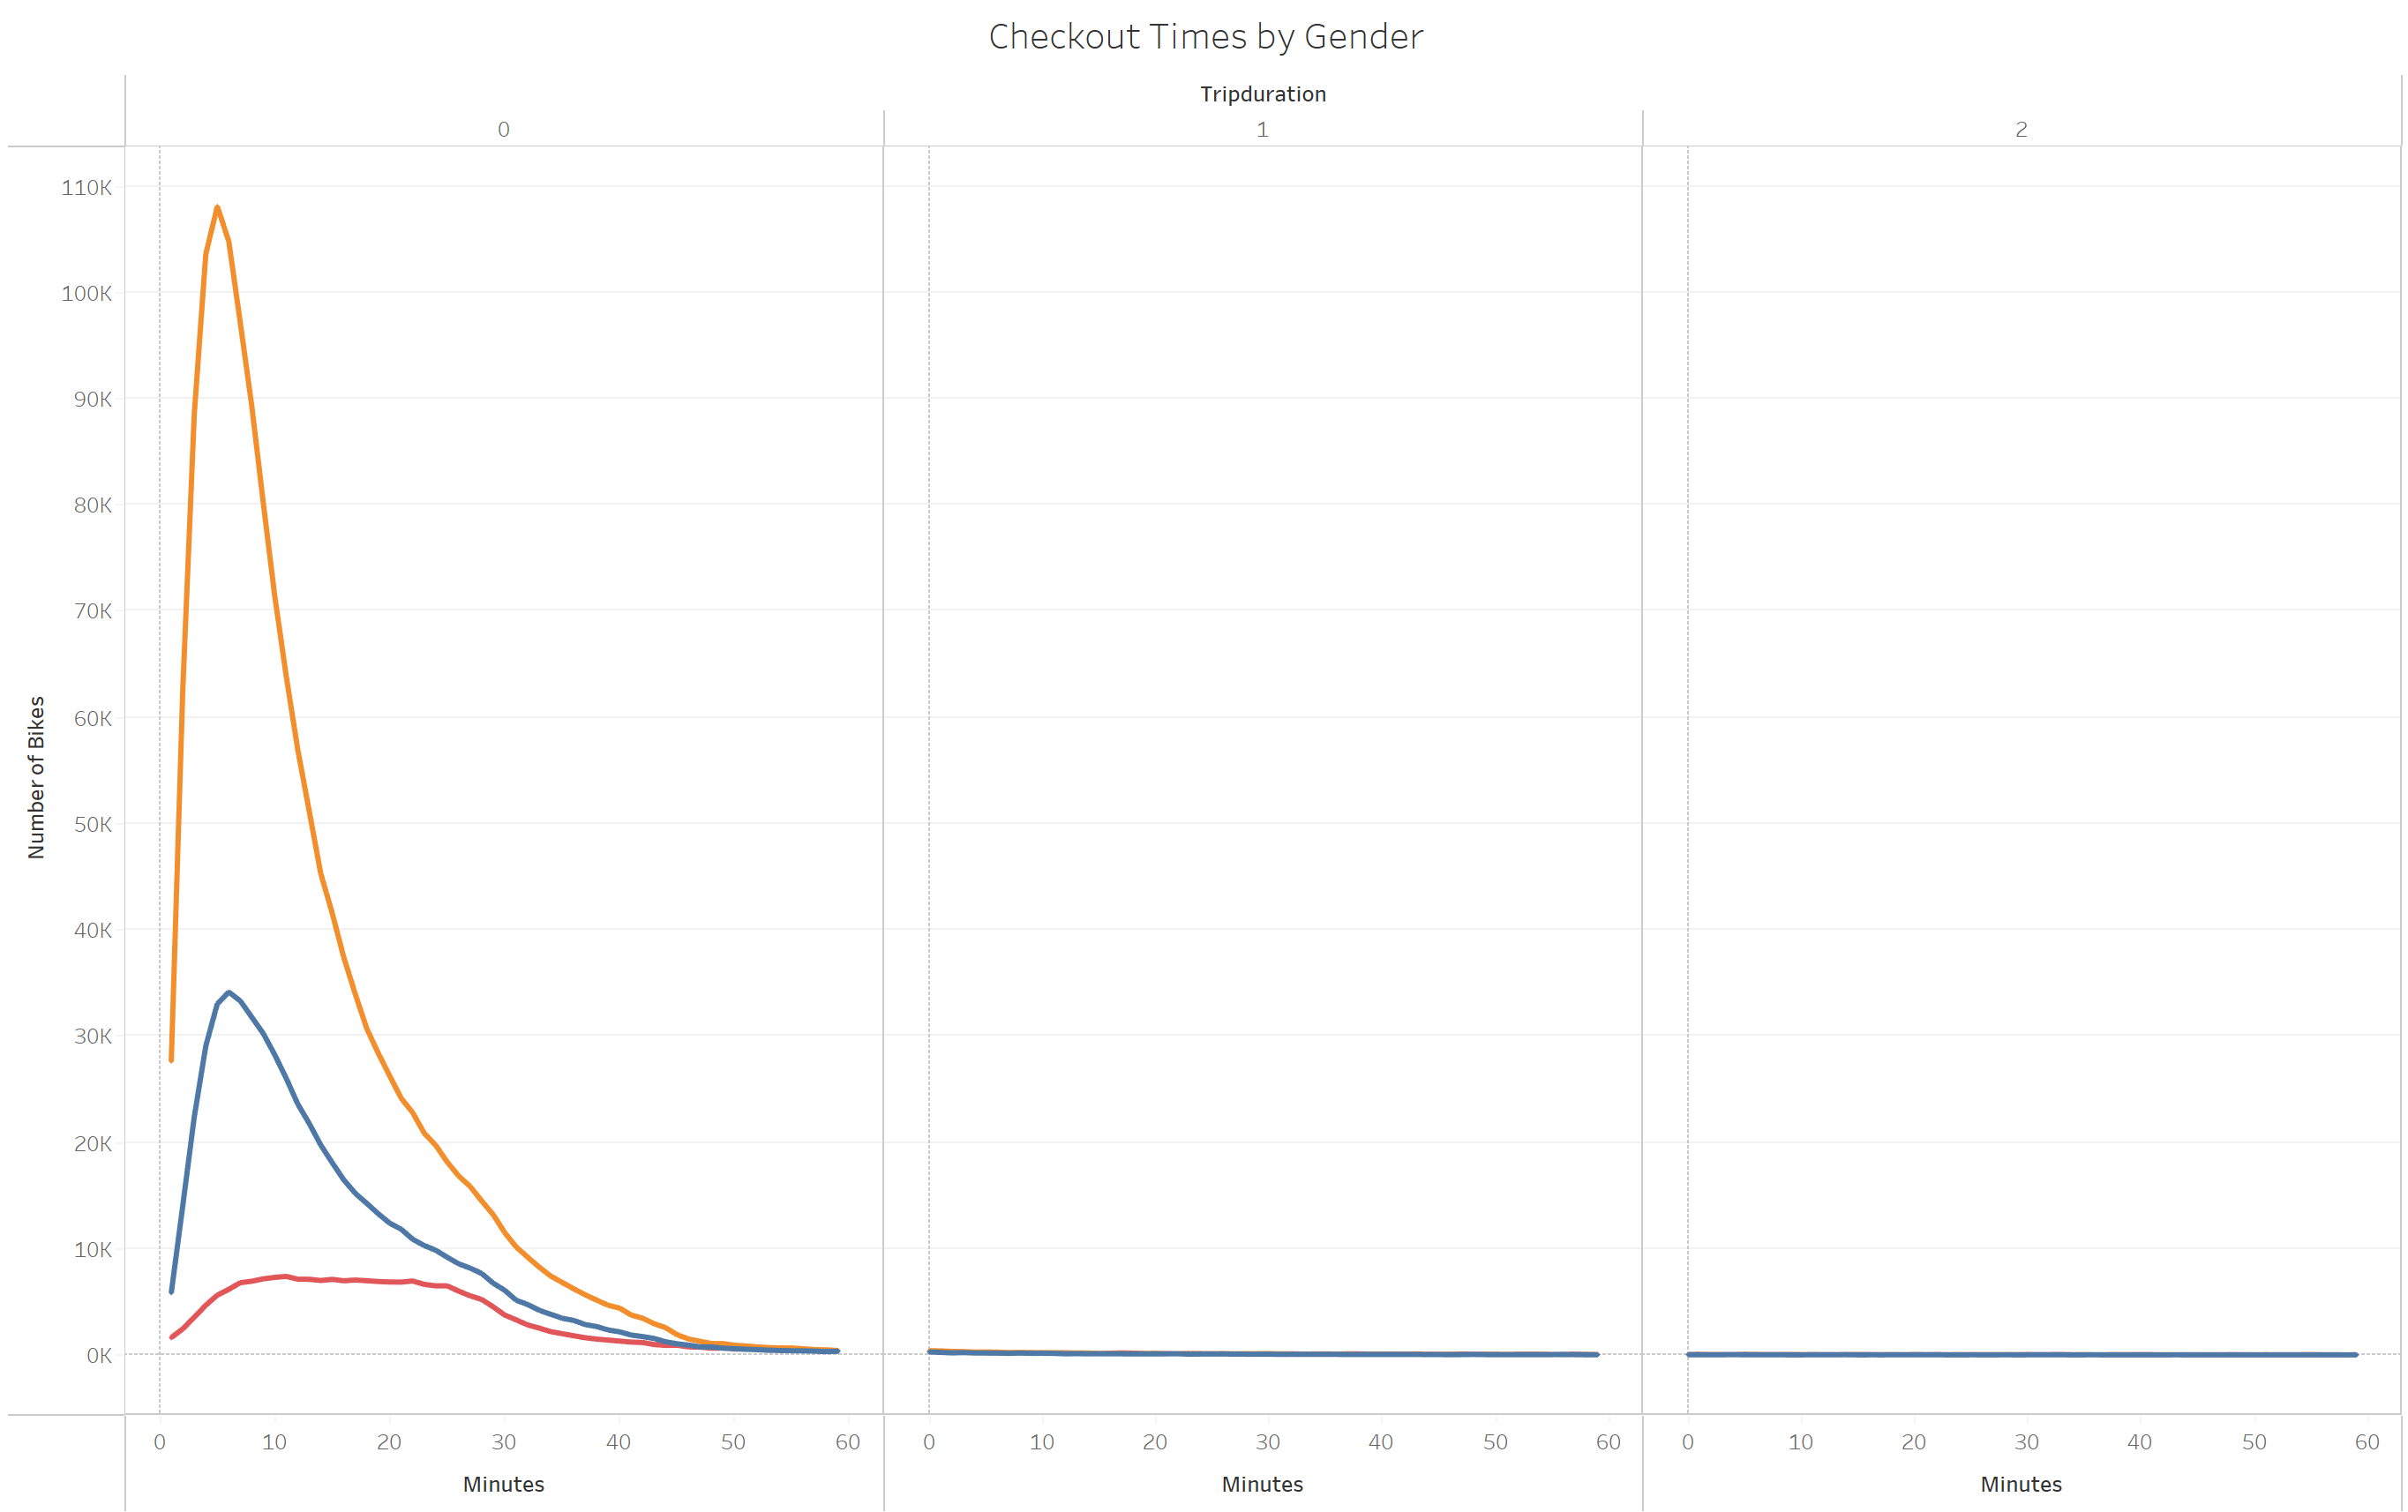 Checkout Times by Gender
Tripduration
0 1 2
110K
100K
90K
80K
70K
60K
50K
40K
30K
20K
10K
0K
Number of Bikes
0 10 20 30 40 50 60 0 10 20 30 40 50 60 0 10 20 30 40 50 60
Minutes Minutes Minutes